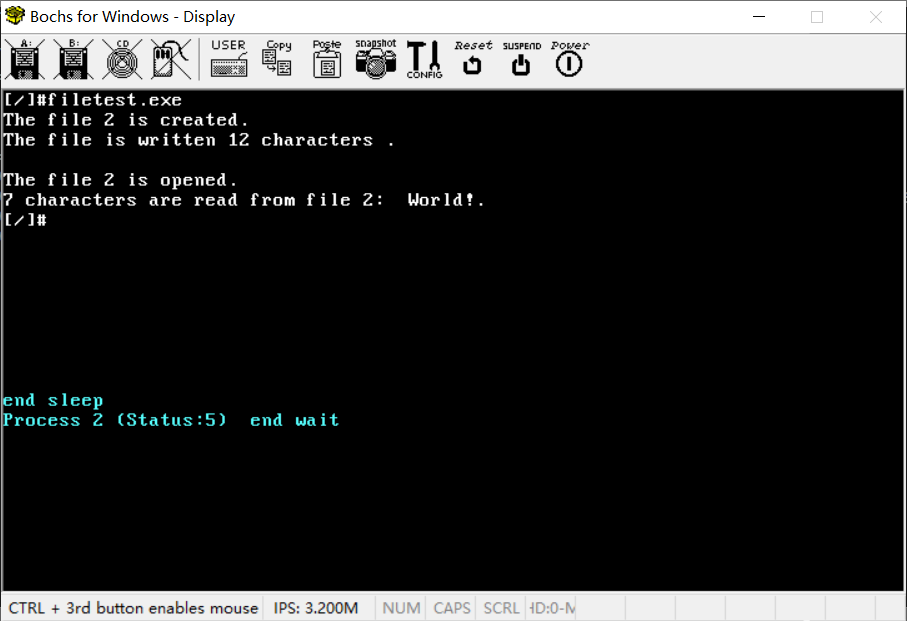 Bochs for Windows - Display
A: B: CD USER Copy Paste snapshot CONFIG Reset SUSPEND Power
[/]#filetest.exe
The file 2 is created.
The file is written 12 characters .
The file 2 is opened.
7 characters are read from file 2:  World!.
[/]#
end sleep
Process 2 (Status:5)  end wait
CTRL + 3rd button enables mouse IPS: 3.200M NUM CAPS SCRL HD:0-M